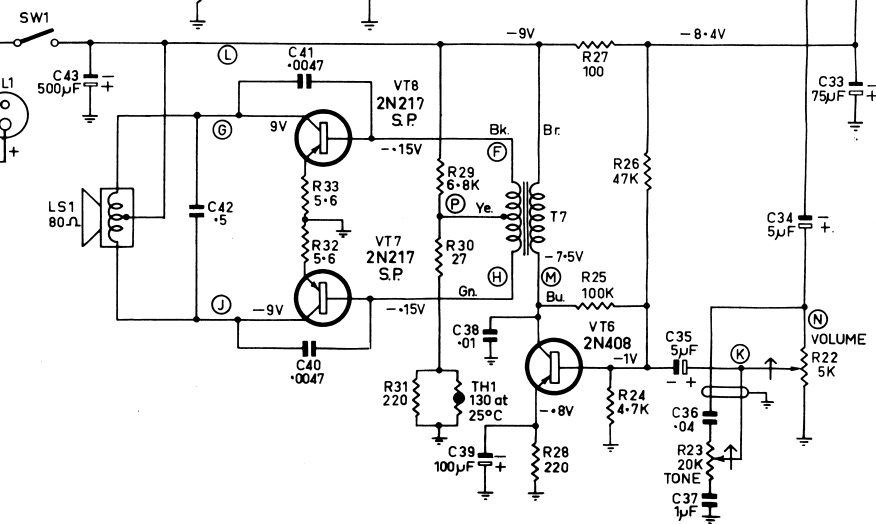 SW1
-9V
-8·4V
L
C41
·0047
R27
100
C43
500µF
−
+
L1
+
VT8
2N217
S.P.
C33
75µF
−
+
G
9V
-·15V
Bk.
F
Br.
R29
6·8K
R26
47K
R33
5·6
P
Ye.
T7
LS1
80Ω
C42
·5
C34
5µF
−
+
R32
5·6
VT7
2N217
S.P.
R30
27
-7·5V
H
M
R25
100K
Gn.
Bu.
J
-9V
-·15V
C38
·01
VT6
2N408
C35
5µF
− +
N
VOLUME
R22
5K
K
-1V
C40
·0047
R31
220
TH1
130 at
25°C
-·8V
R24
4·7K
C36
·04
C39
100µF
−
+
R28
220
R23
20K
TONE
C37
1µF